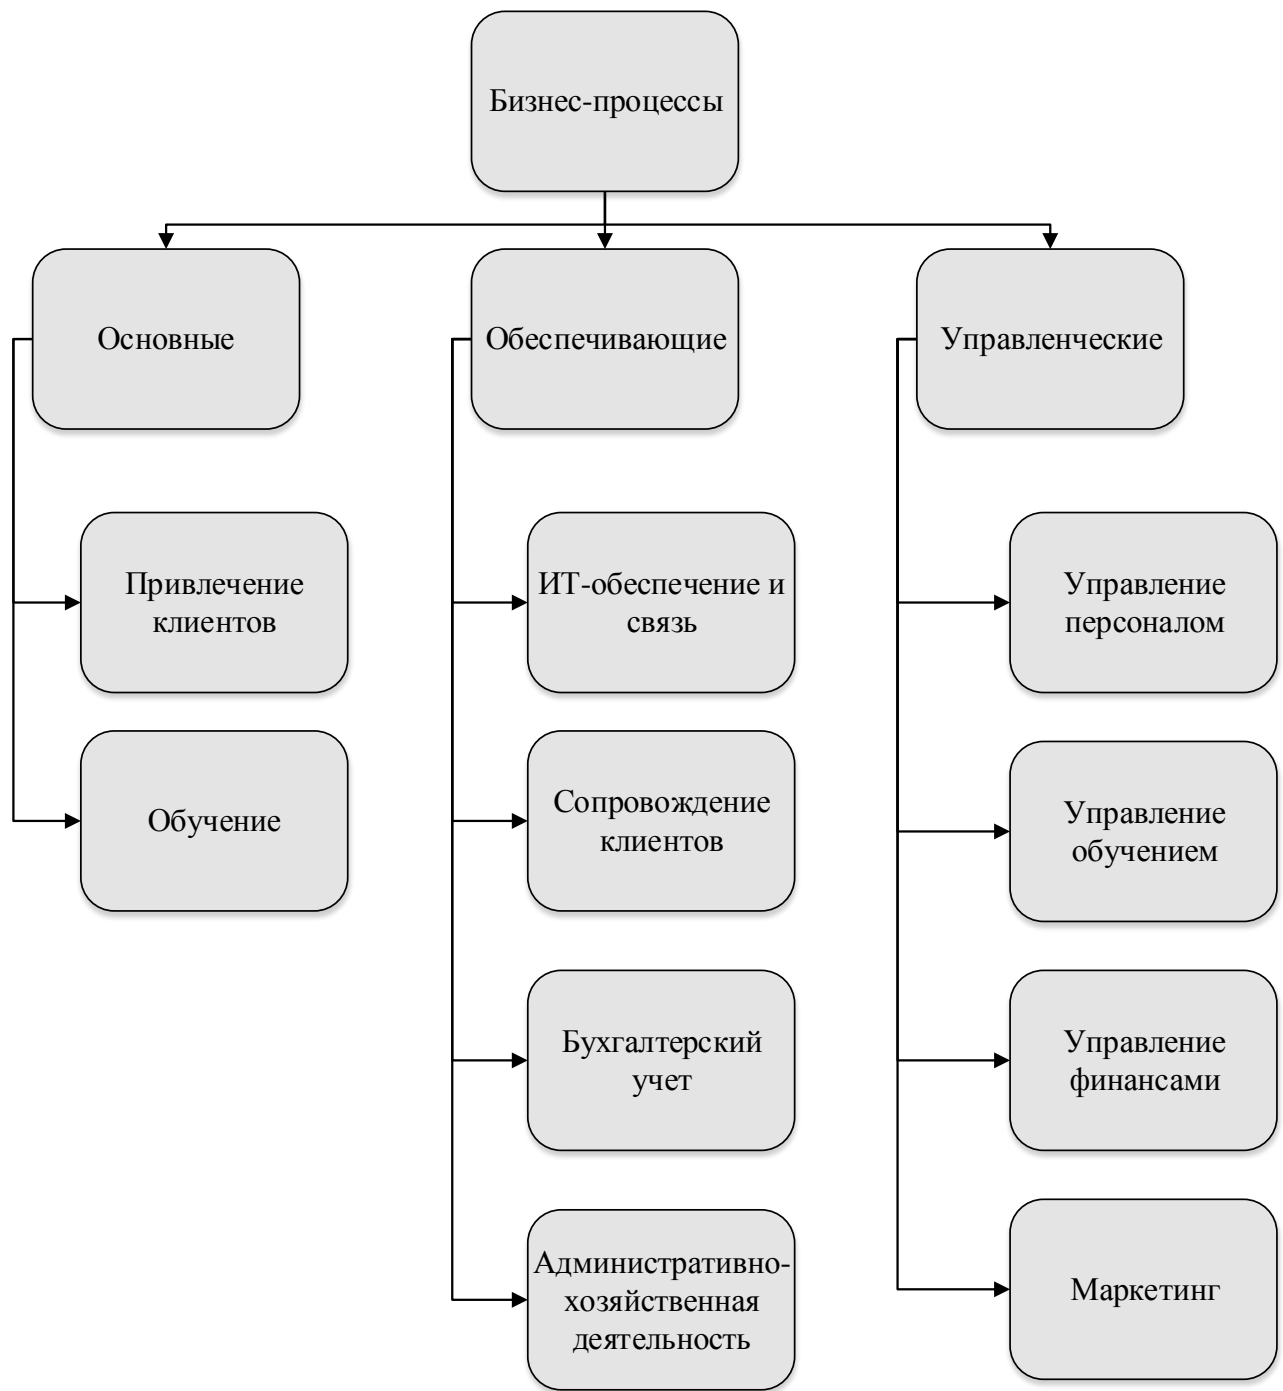 Бизнес-процессы
Основные
Обеспечивающие
Управленческие
Привлечение
клиентов
Обучение
ИТ-обеспечение и
связь
Сопровождение
клиентов
Бухгалтерский
учет
Административно-
хозяйственная
деятельность
Управление
персоналом
Управление
обучением
Управление
финансами
Маркетинг